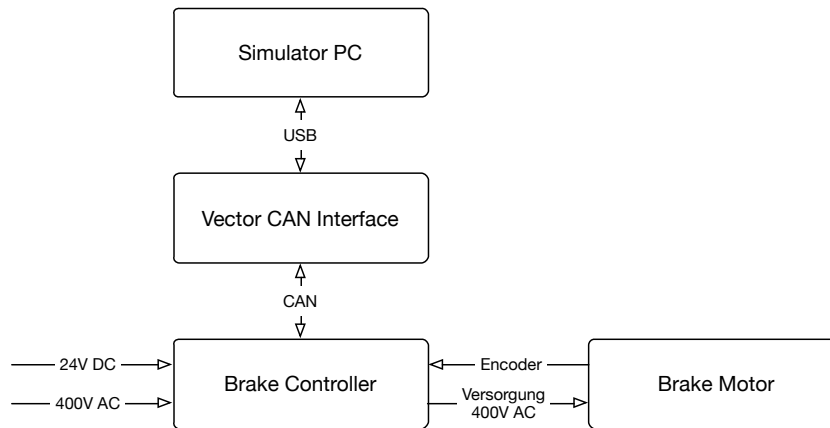 Simulator PC
USB
Vector CAN Interface
CAN
24V DC
400V AC
Brake Controller
Encoder
Versorgung
400V AC
Brake Motor